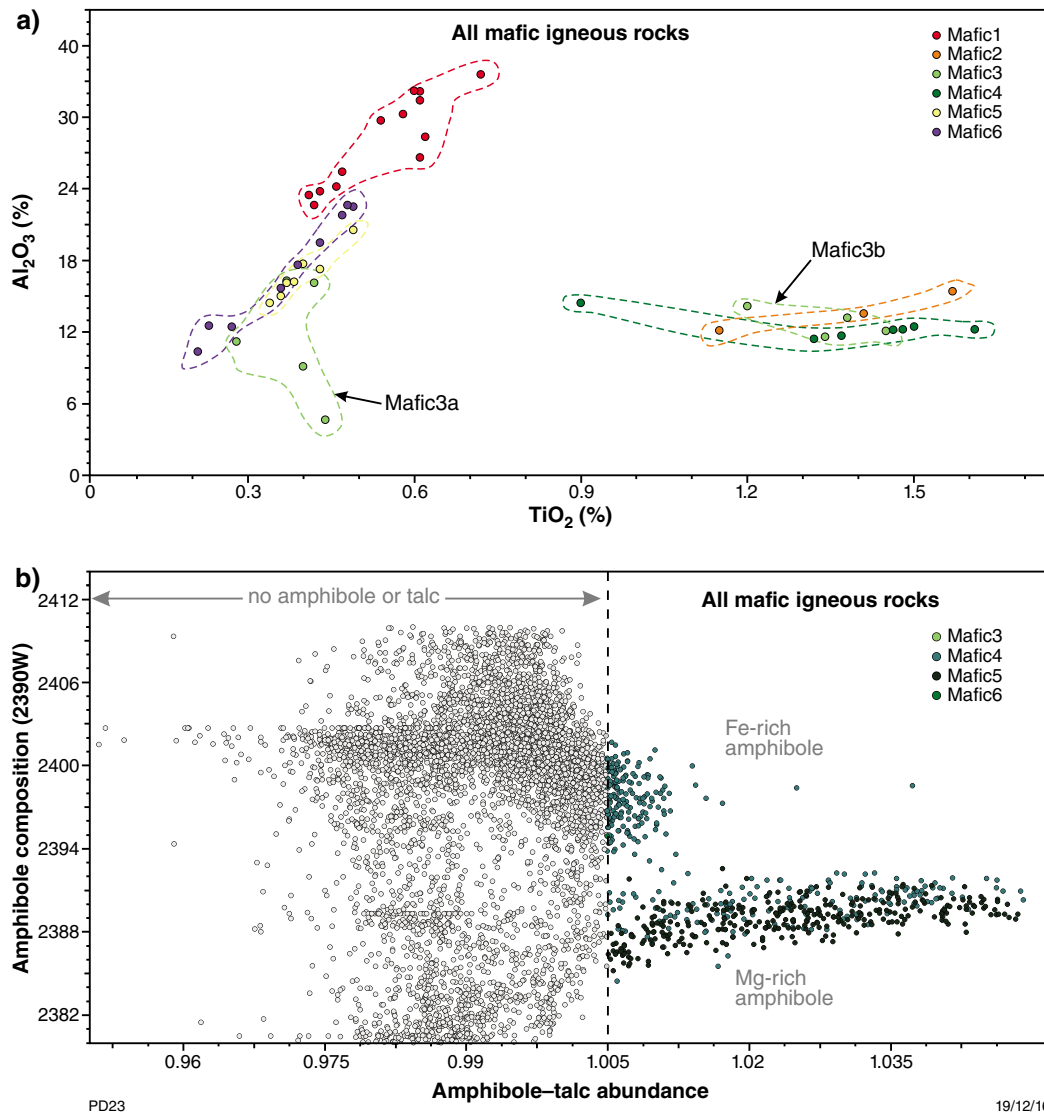 a)
All mafic igneous rocks
Mafic1
Mafic2
Mafic3
Mafic4
Mafic5
Mafic6
40
30
24
18
12
6
0
Al2O3 (%)
Mafic3b
Mafic3a
0
0.3
0.6
0.9
1.2
1.5
TiO2 (%)
b)
no amphibole or talc
All mafic igneous rocks
Mafic3
Mafic4
Mafic5
Mafic6
2412
2406
2400
2394
2388
2382
Amphibole composition (2390W)
Fe-rich
amphibole
Mg-rich
amphibole
0.96
0.975
0.99
1.005
1.02
1.035
Amphibole–talc abundance
PD23
19/12/16